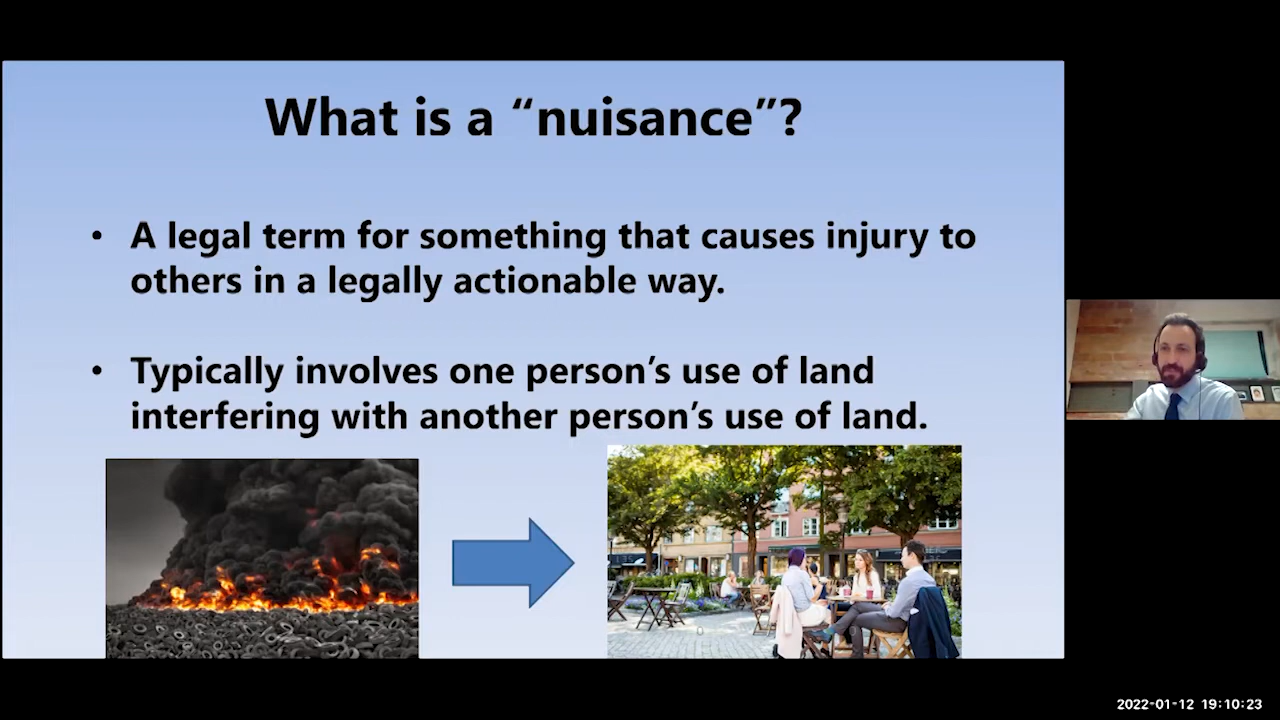 What is a “nuisance”?
• A legal term for something that causes injury to
others in a legally actionable way.
• Typically involves one person’s use of land
interfering with another person’s use of land.
2022-01-12 19:10:23